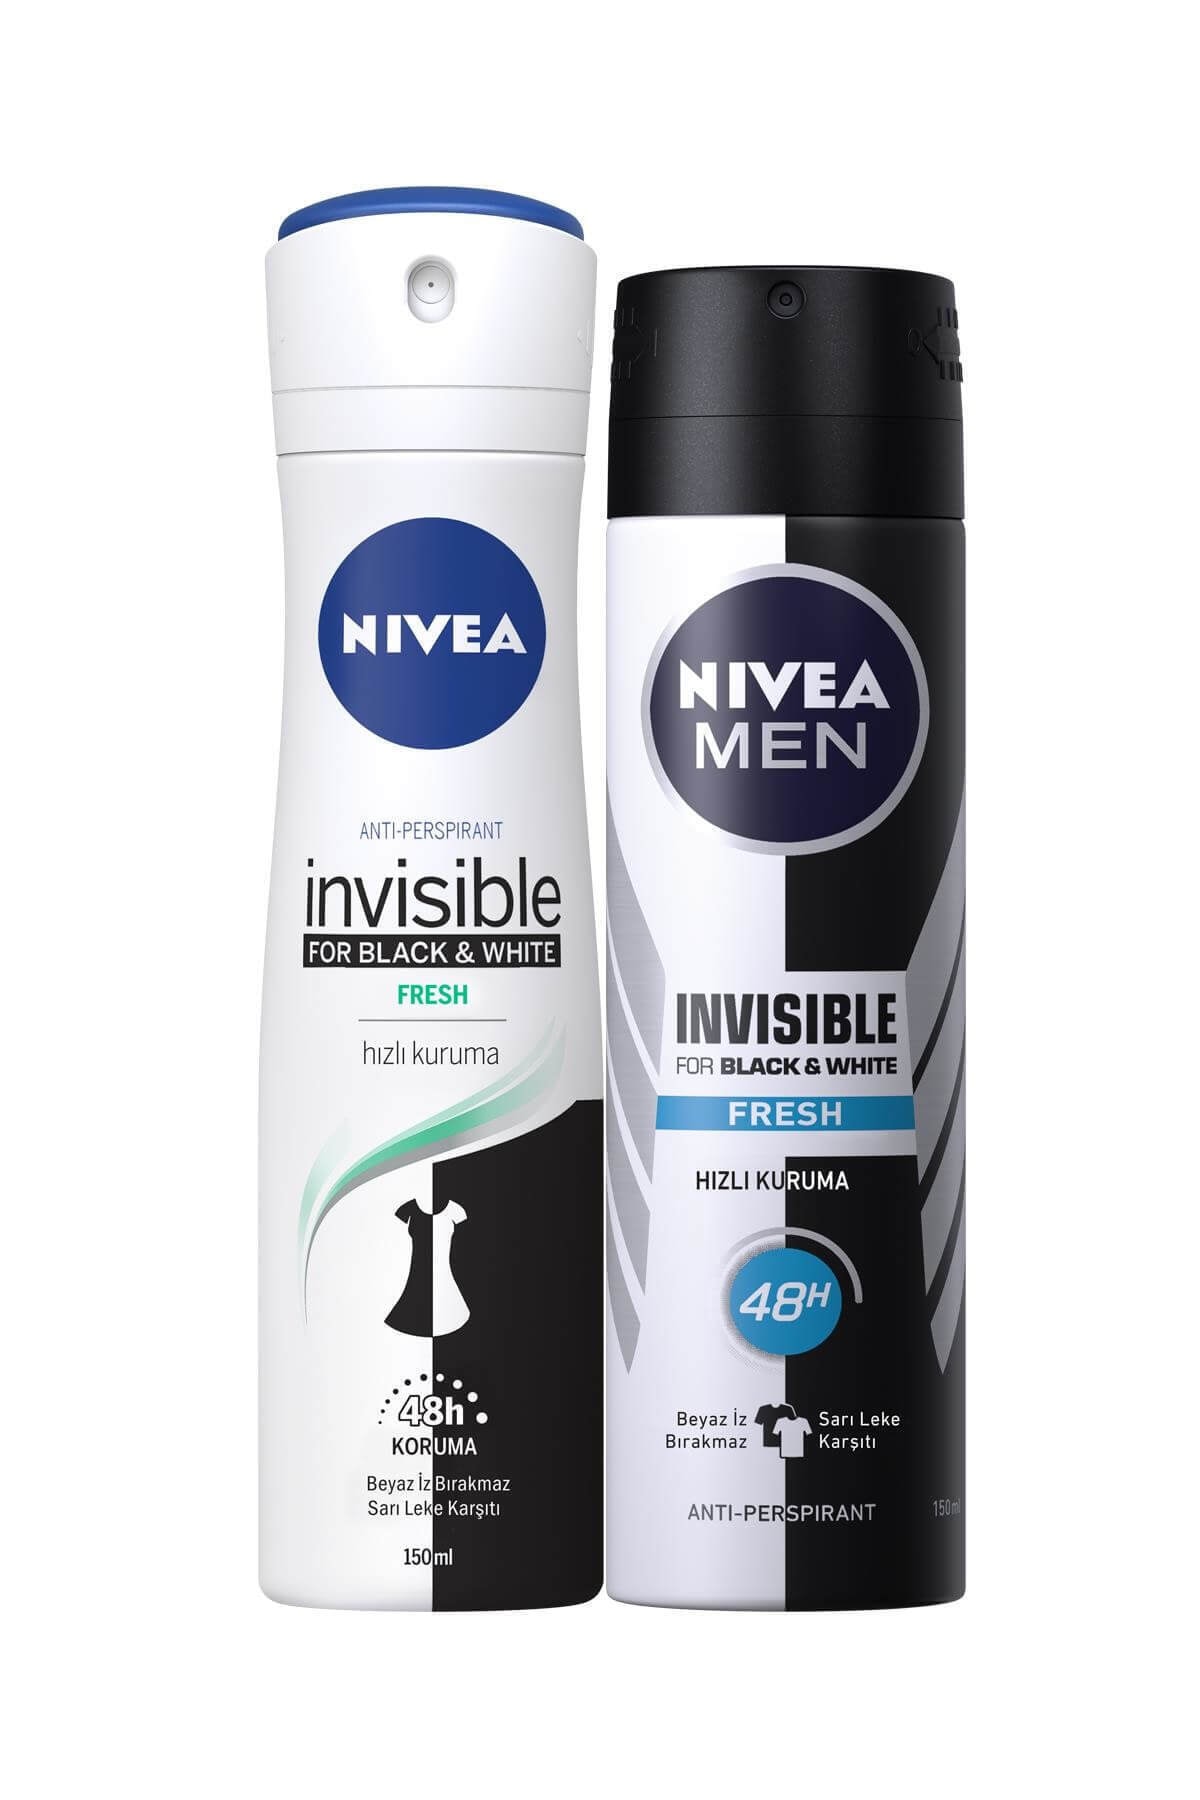 NIVEA
ANTI-PERSPIRANT
invisible
FOR BLACK & WHITE
FRESH
hızlı kuruma
48h
KORUMA
Beyaz İz Bırakmaz
Sarı Leke Karşıtı
150ml
NIVEA
MEN
INVISIBLE
FOR BLACK & WHITE
FRESH
HIZLI KURUMA
48H
Beyaz İz
Bırakmaz
Sarı Leke
Karşıtı
ANTI-PERSPIRANT
150ml